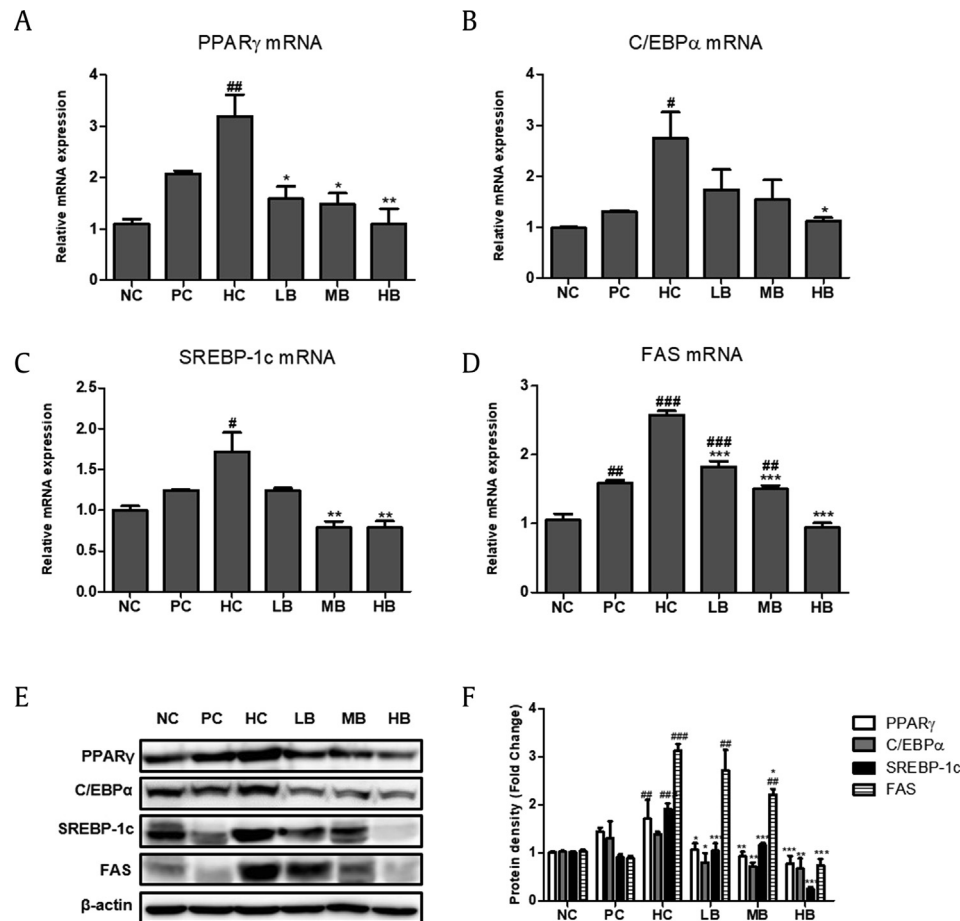 A
PPARγ mRNA
Relative mRNA expression
4
3
2
1
0
##
*
*
**
NC PC HC LB MB HB
B
C/EBPα mRNA
Relative mRNA expression
4
3
2
1
0
#
*
NC PC HC LB MB HB
C
SREBP-1c mRNA
Relative mRNA expression
2.5
2.0
1.5
1.0
0.5
0.0
#
**
**
NC PC HC LB MB HB
D
FAS mRNA
Relative mRNA expression
3
2
1
0
##
###
###
***
##
***
***
NC PC HC LB MB HB
E
NC PC HC LB MB HB
PPARγ
C/EBPα
SREBP-1c
FAS
β-actin
F
Protein density (Fold Change)
4
3
2
1
0
##
###
* * ***
##
** ** ***
*
##
*** ** *** ***
NC PC HC LB MB HB
PPARγ
C/EBPα
SREBP-1c
FAS